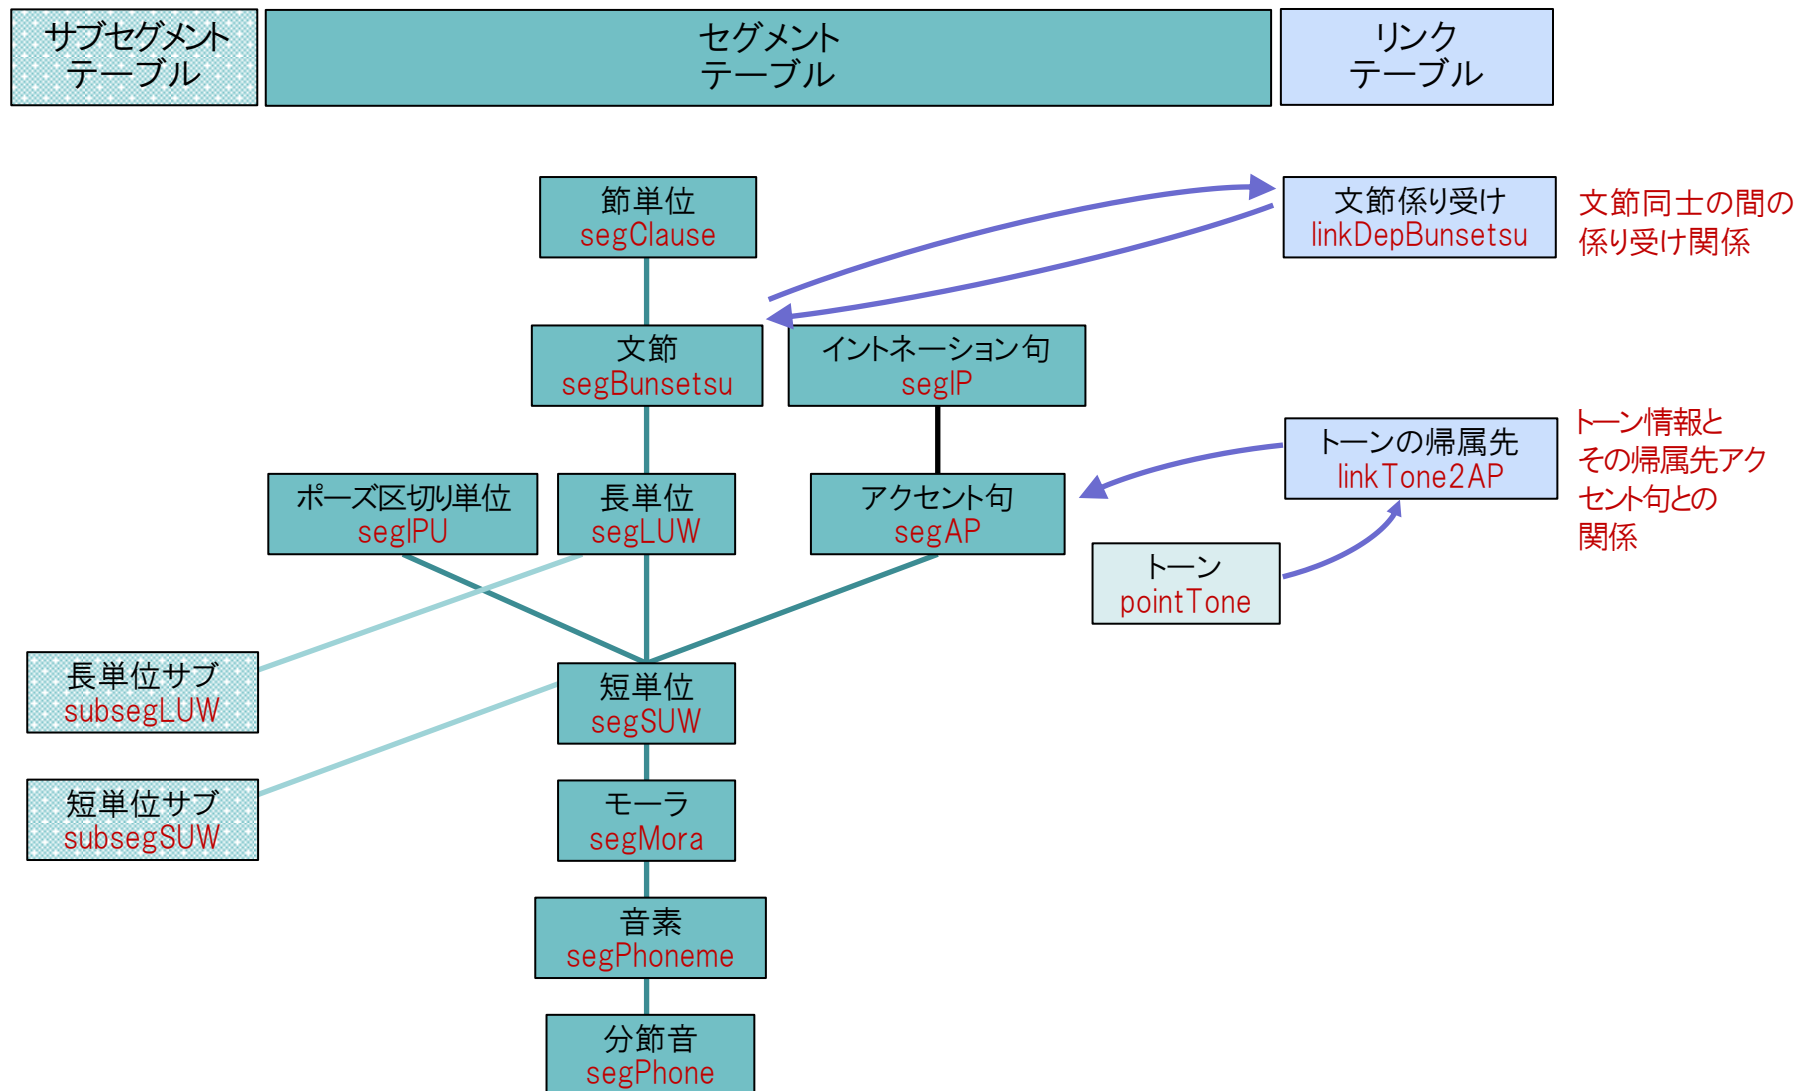 サブセグメント
テーブル
セグメント
テーブル
リンク
テーブル
節単位
segClause
文節係り受け
linkDepBunsetsu
文節同士の間の
係り受け関係
文節
segBunsetsu
イントネーション句
segIP
トーンの帰属先
linkTone2AP
トーン情報と
その帰属先アク
セント句との
関係
ポーズ区切り単位
segIPU
長単位
segLUW
アクセント句
segAP
トーン
pointTone
長単位サブ
subsegLUW
短単位
segSUW
短単位サブ
subsegSUW
モーラ
segMora
音素
segPhoneme
分節音
segPhone